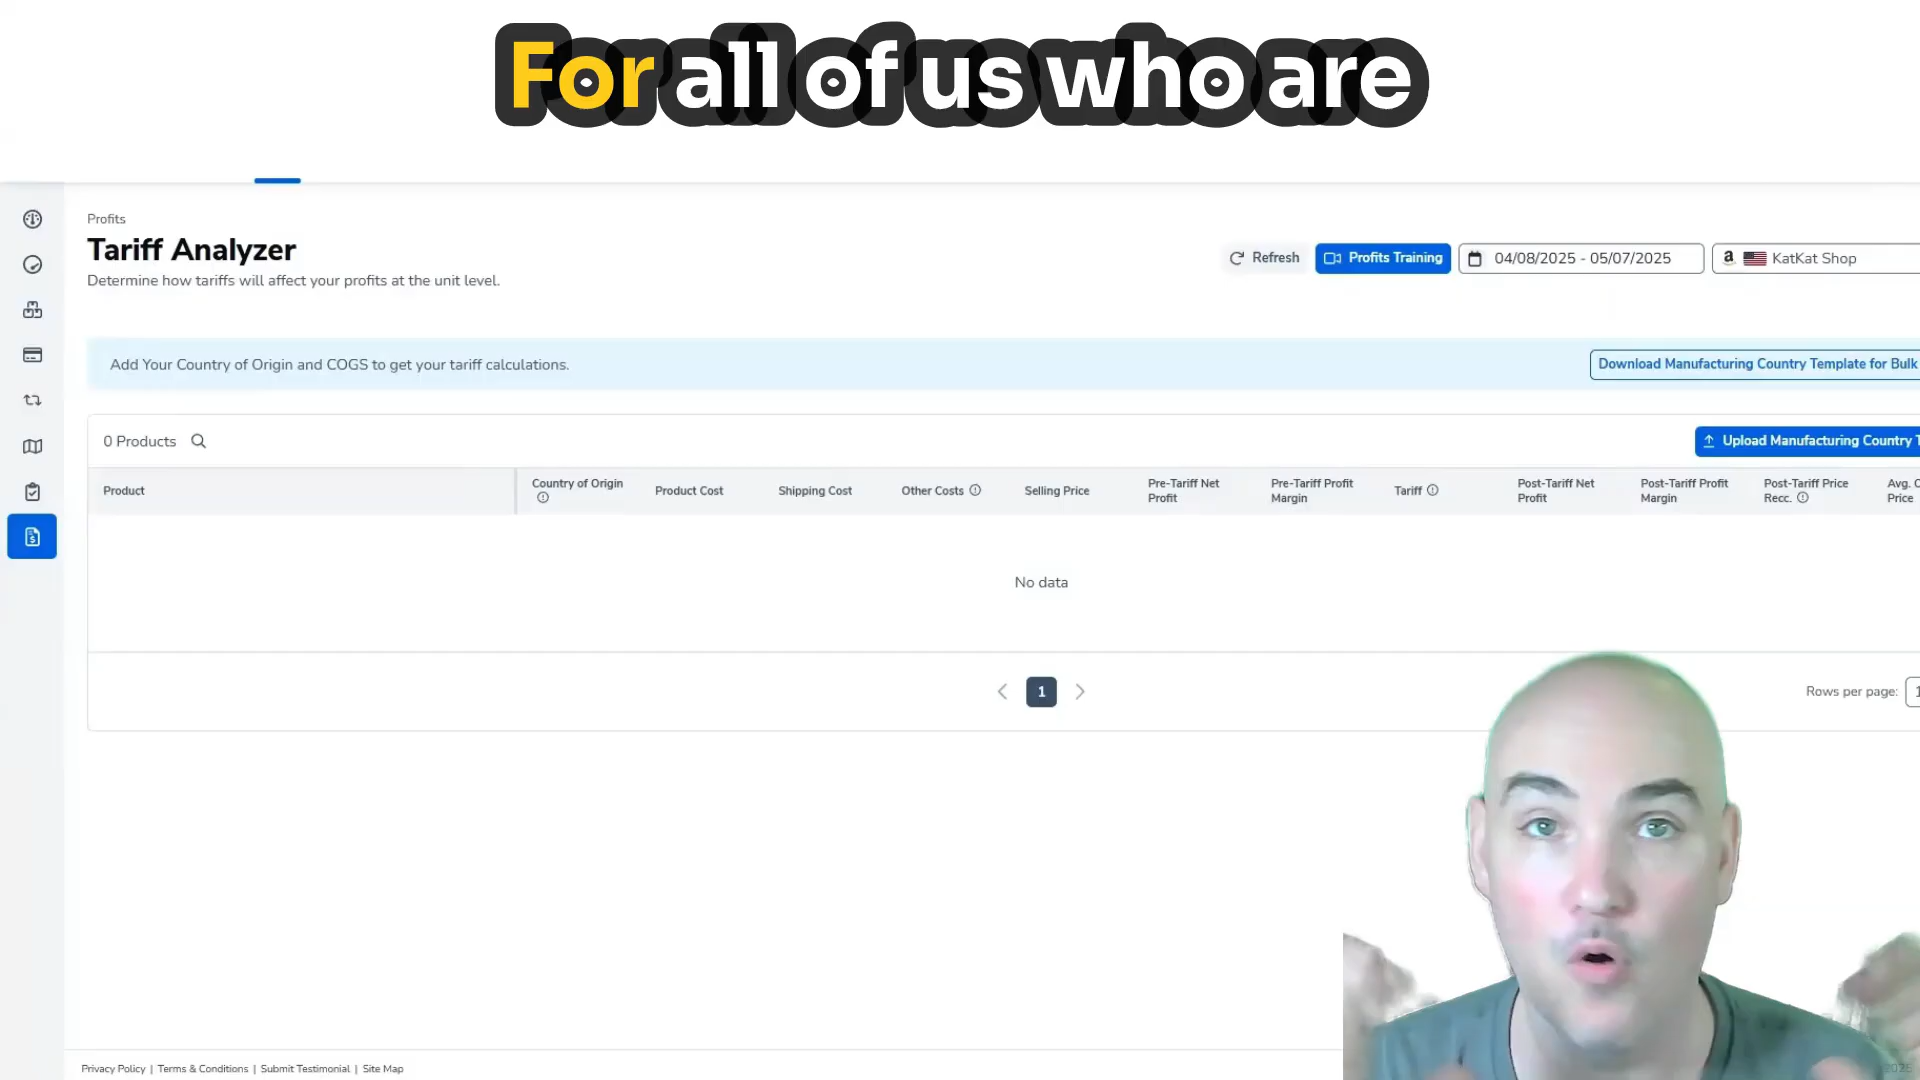 For all of us who are
Profits
Tariff Analyzer
Determine how tariffs will affect your profits at the unit level.
Refresh
Profits Training
04/08/2025 - 05/07/2025
KatKat Shop
Add Your Country of Origin and COGS to get your tariff calculations.
Download Manufacturing Country Template for Bulk
0 Products
Upload Manufacturing Country
Product
Country of Origin
Product Cost
Shipping Cost
Other Costs
Selling Price
Pre-Tariff Net
Profit
Pre-Tariff Profit
Margin
Tariff
Post-Tariff Net
Profit
Post-Tariff Profit
Margin
Post-Tariff Price
Recc.
Avg.
Price
No data
1
Rows per page:
Privacy Policy | Terms & Conditions | Submit Testimonial | Site Map
2025